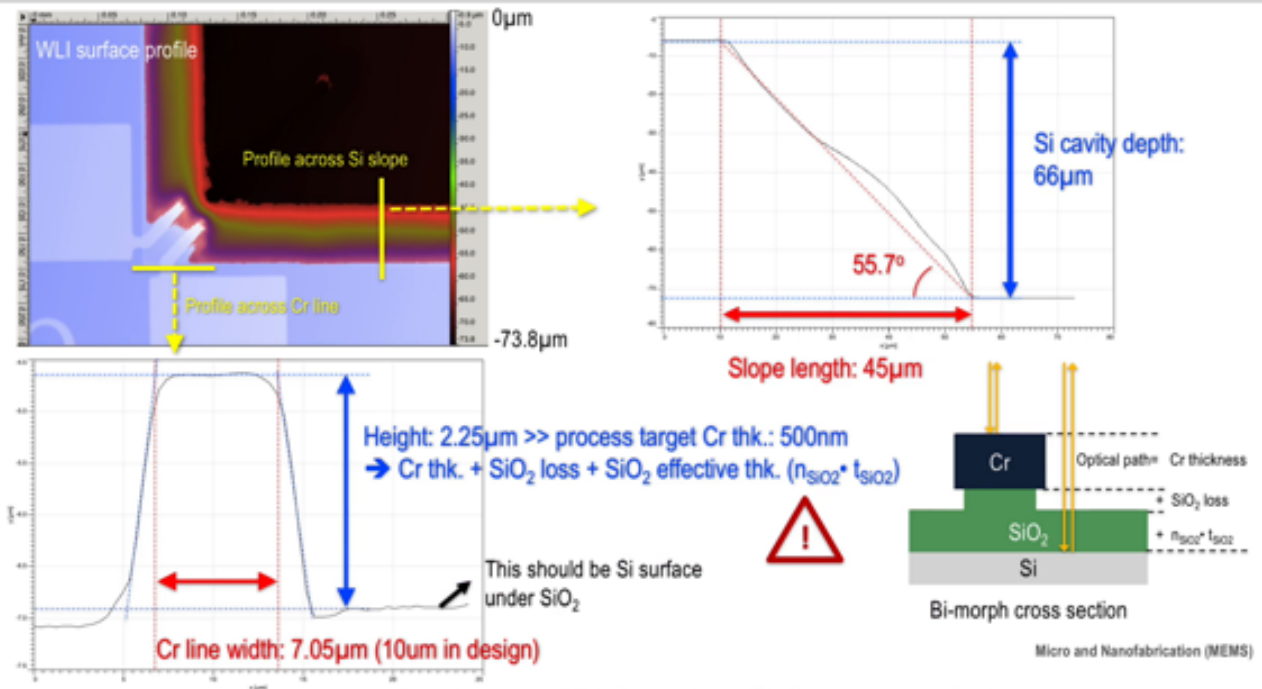 0µm
WLI surface profile
Profile across Si slope
Profile across Cr line
-73.8µm
Si cavity depth:
66µm
55.7°
Slope length: 45µm
Height: 2.25µm >> process target Cr thk.: 500nm
➔ Cr thk. + SiO₂ loss + SiO₂ effective thk. (nSiO2• tSiO2)
!
This should be Si surface
under SiO₂
Cr line width: 7.05µm (10um in design)
Cr
Optical path= Cr thickness
+ SiO₂ loss
SiO₂
+ nSiO2• tSiO2
Si
Bi-morph cross section
Micro and Nanofabrication (MEMS)